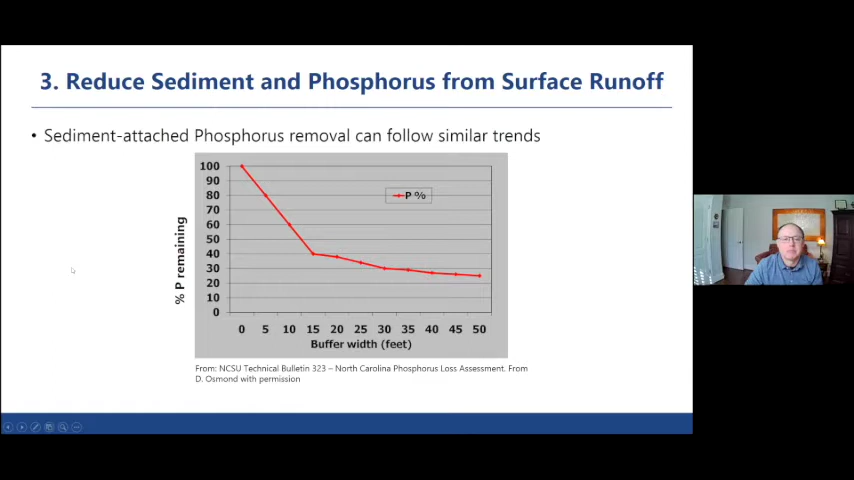 3. Reduce Sediment and Phosphorus from Surface Runoff
• Sediment-attached Phosphorus removal can follow similar trends
100
90
80
70
60
50
40
30
20
10
0
% P remaining
P %
0 5 10 15 20 25 30 35 40 45 50
Buffer width (feet)
From: NCSU Technical Bulletin 323 – North Carolina Phosphorus Loss Assessment. From
D. Osmond with permission